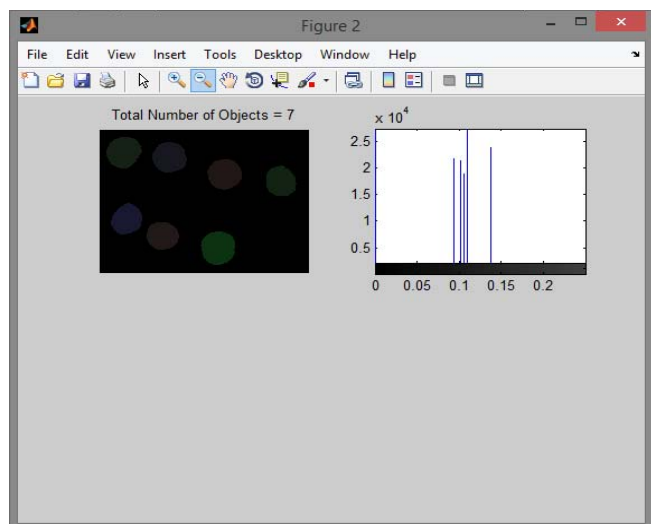 Figure 2
File Edit View Insert Tools Desktop Window Help
Total Number of Objects = 7
x 10^4
2.5
2
1.5
1
0.5
0 0.05 0.1 0.15 0.2